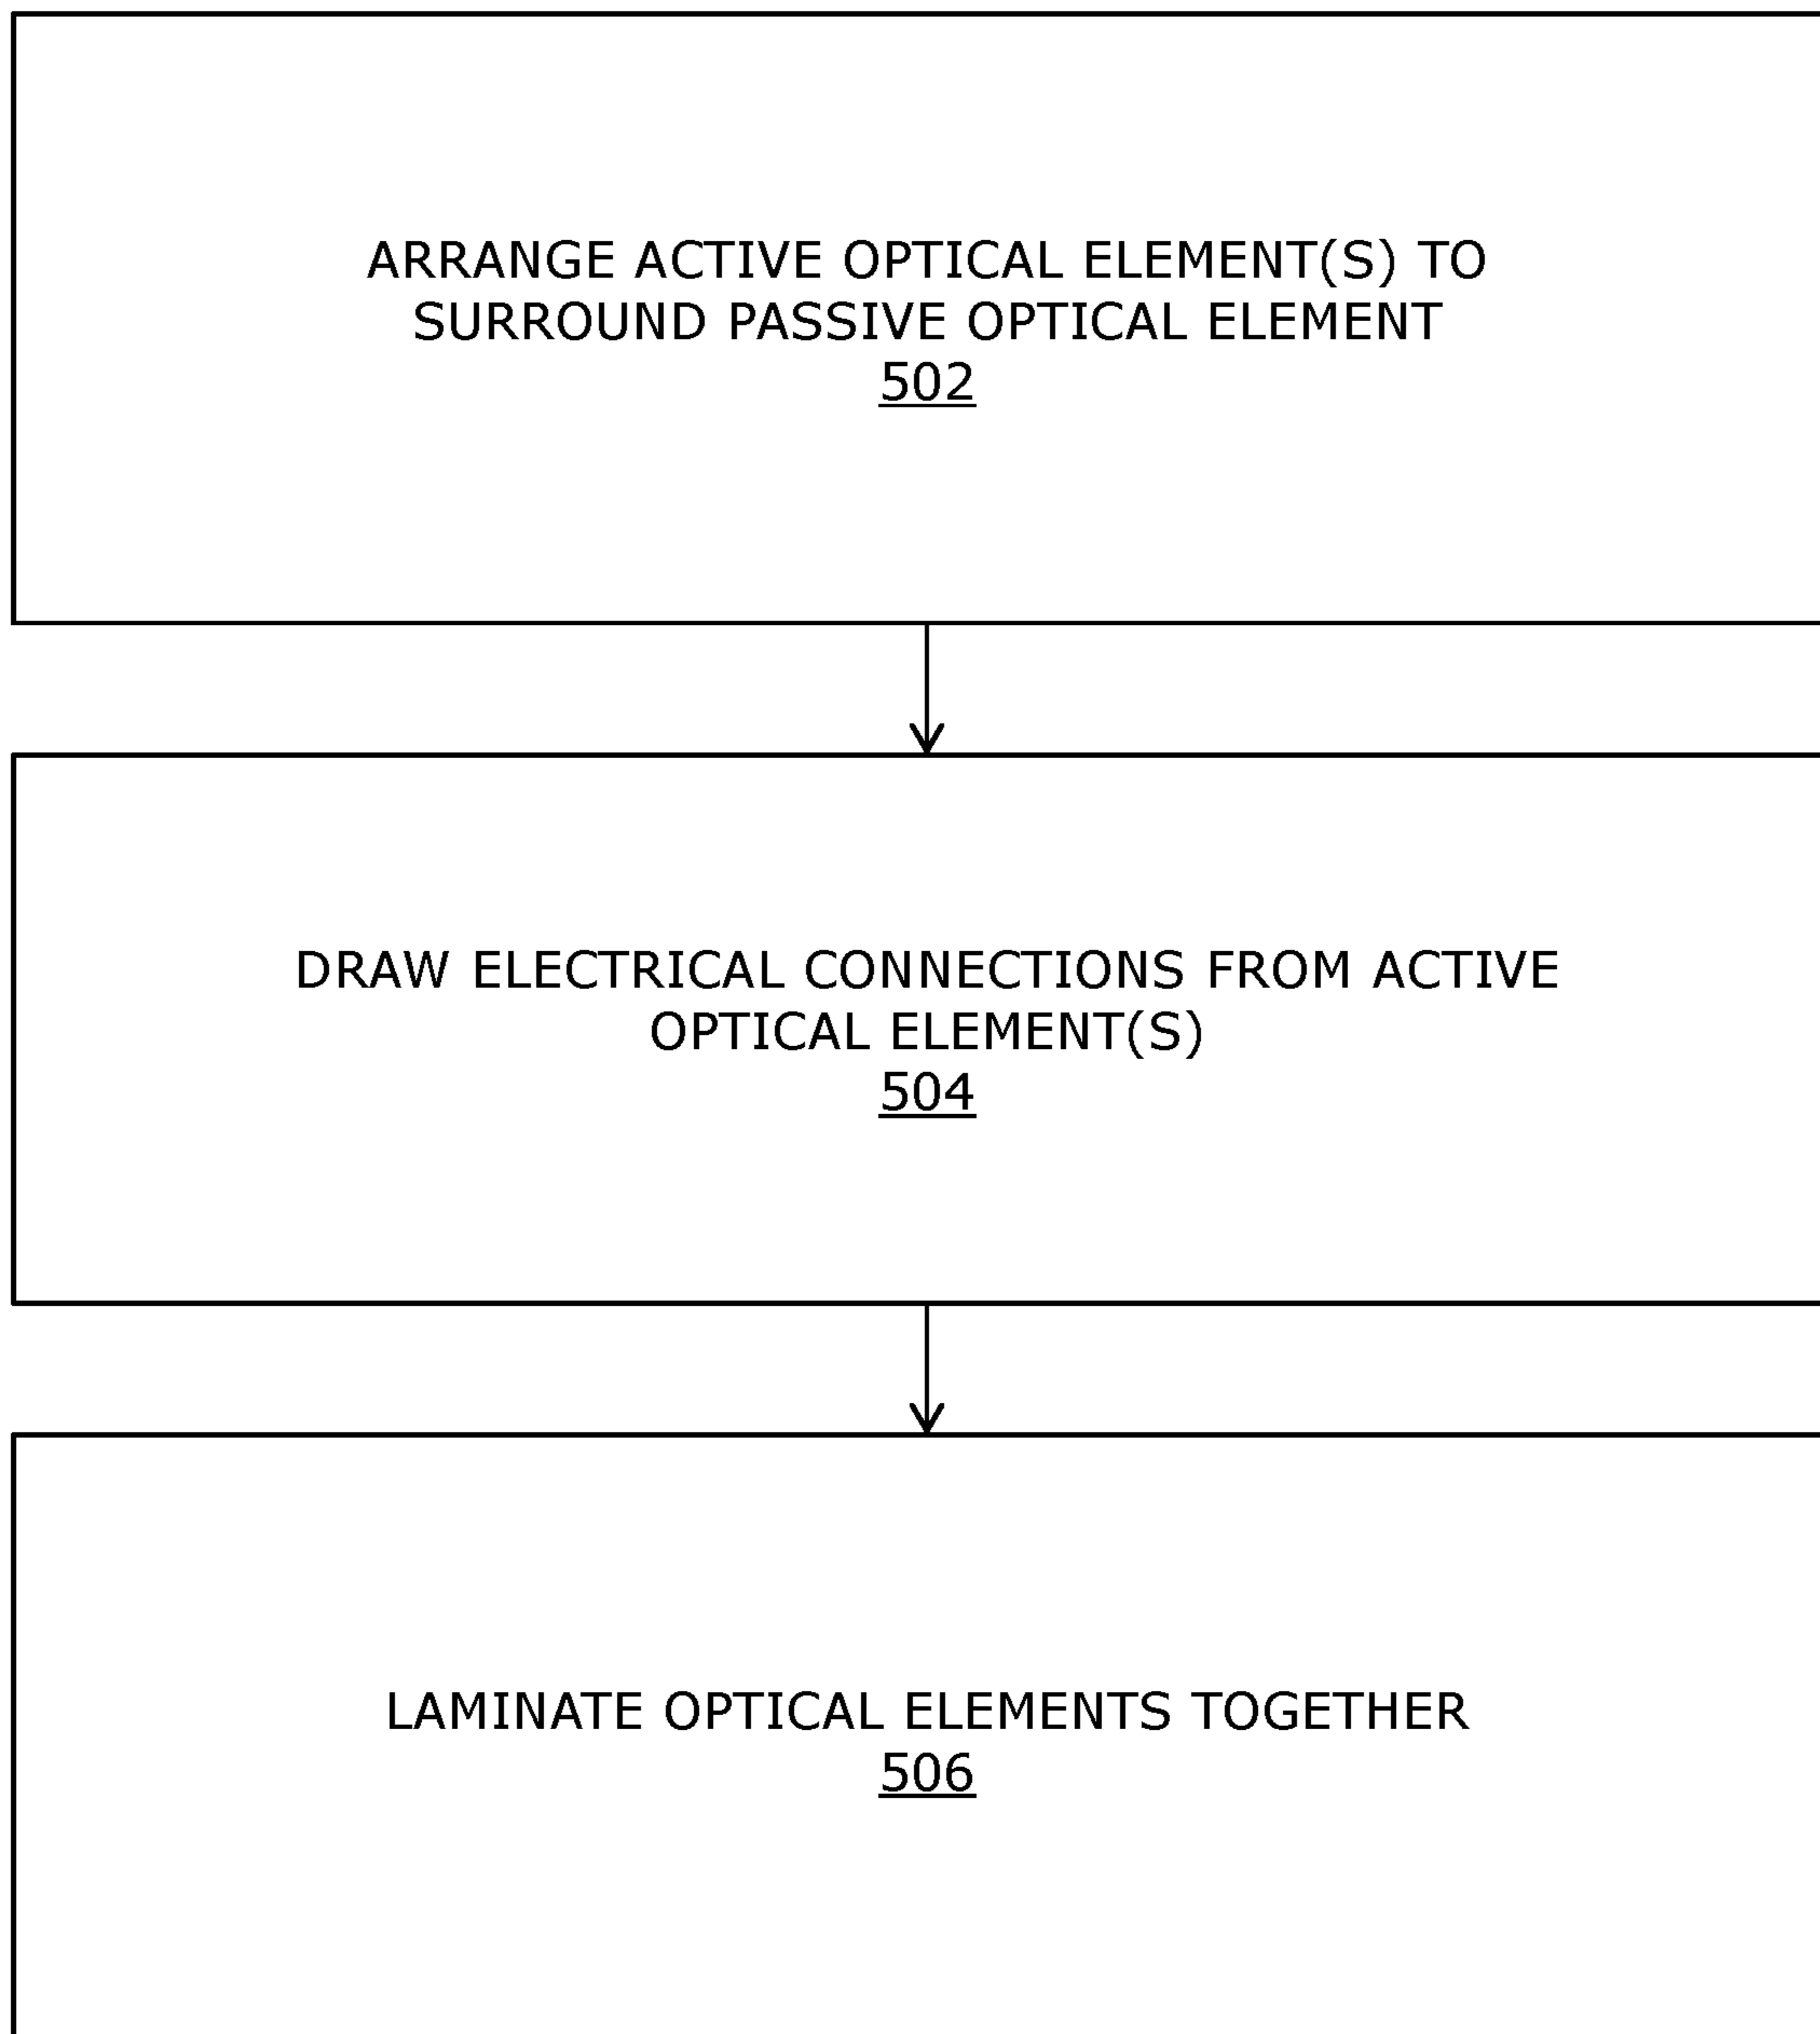 ARRANGE ACTIVE OPTICAL ELEMENT(S) TO
SURROUND PASSIVE OPTICAL ELEMENT
502
DRAW ELECTRICAL CONNECTIONS FROM ACTIVE
OPTICAL ELEMENT(S)
504
LAMINATE OPTICAL ELEMENTS TOGETHER
506